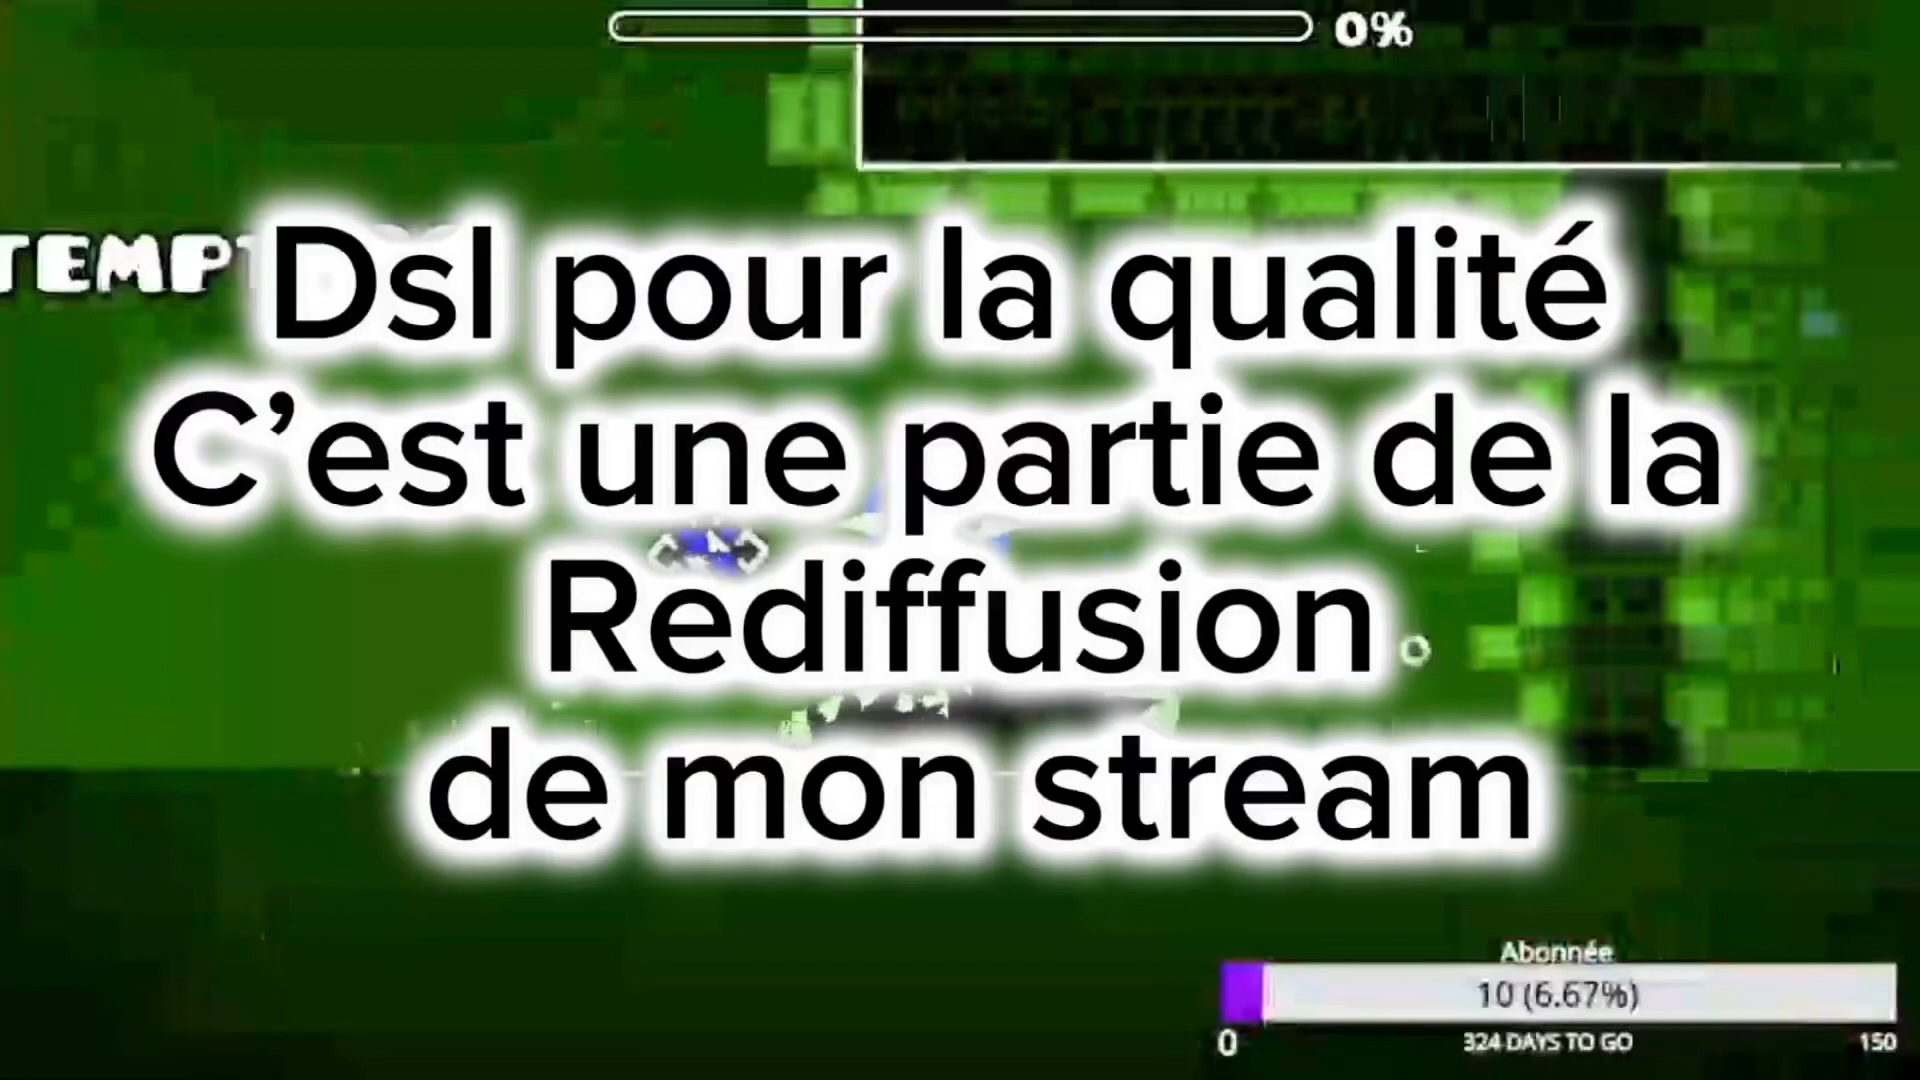 0%
TEMPT
Dsl pour la qualité
C’est une partie de la
Rediffusion
de mon stream
Abonnée
10 (6.67%)
0
324 DAYS TO GO
150